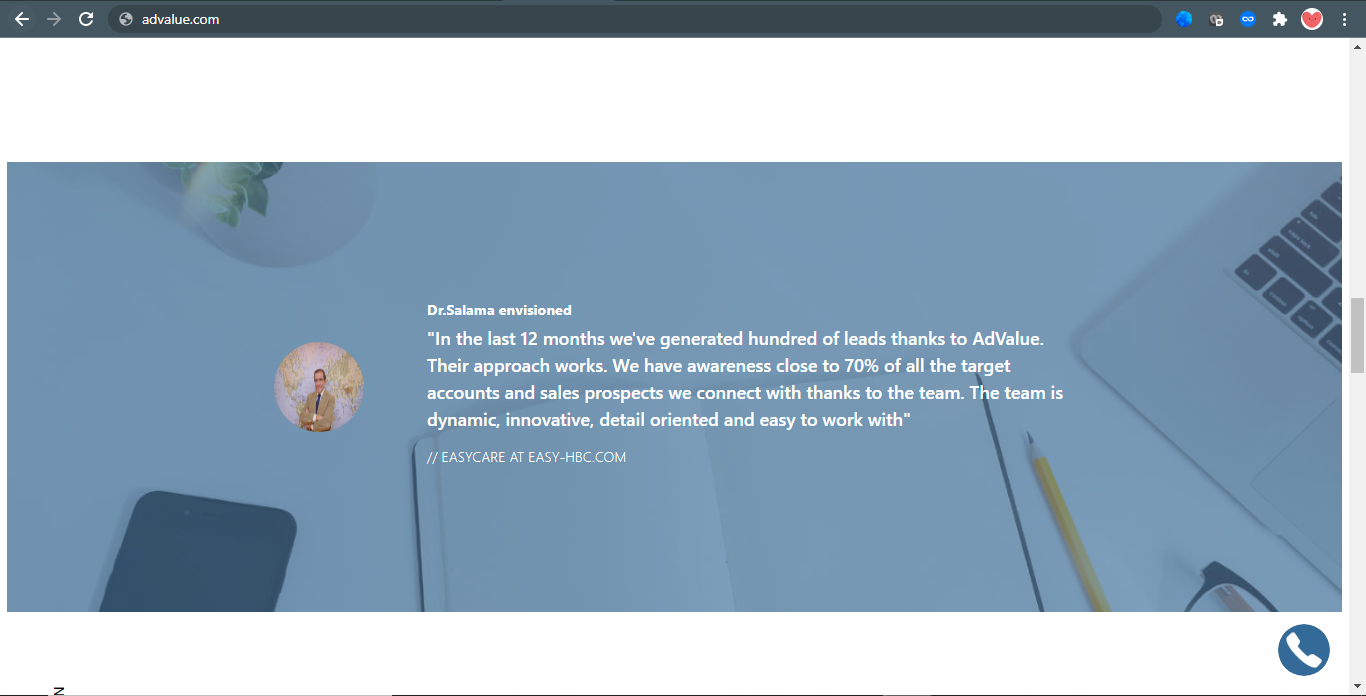 advalue.com
Dr.Salama envisioned
"In the last 12 months we've generated hundred of leads thanks to AdValue.
Their approach works. We have awareness close to 70% of all the target
accounts and sales prospects we connect with thanks to the team. The team is
dynamic, innovative, detail oriented and easy to work with"
// EASYCARE AT EASY-HBC.COM
N